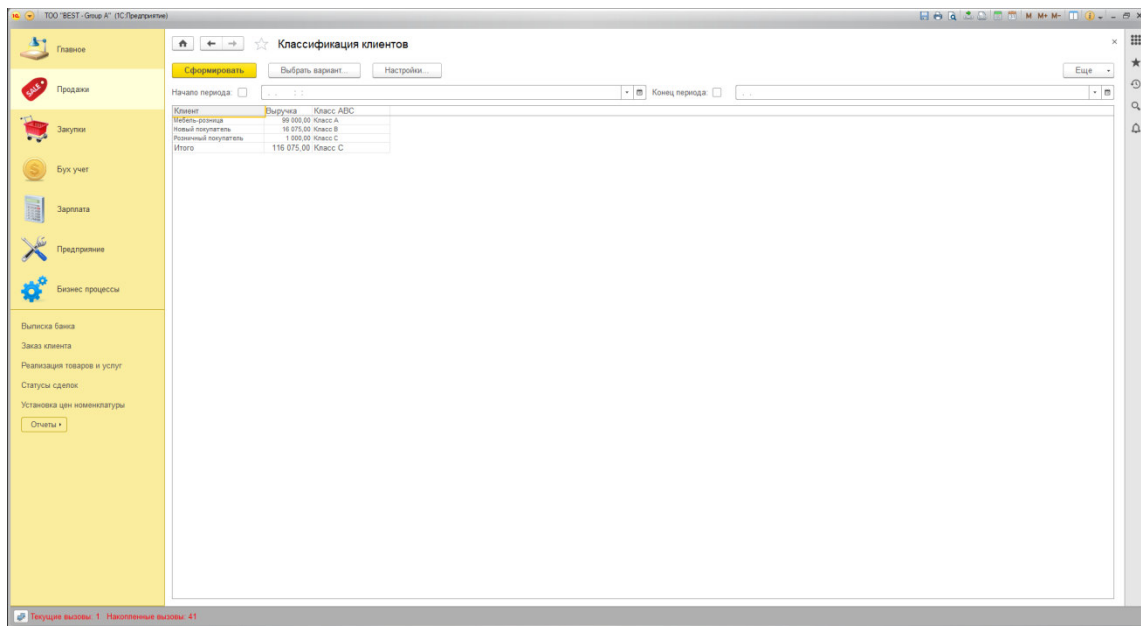 ТОО "BEST - Group A" (1С:Предприятие)
M M+ M-
Главное
Продажи
Закупки
Бух учет
Зарплата
Предприятие
Бизнес процессы
Выписка банка
Заказ клиента
Реализация товаров и услуг
Статусы сделок
Установка цен номенклатуры
Отчеты
Классификация клиентов
Сформировать Выбрать вариант... Настройки... Еще
Начало периода: . . : : Конец периода: . .
Клиент Выручка Класс ABC
Мебель-розница 99 000,00 Класс A
Новый покупатель 16 075,00 Класс B
Розничный покупатель 1 000,00 Класс C
Итого 116 075,00 Класс C
Текущие вызовы: 1 Накопленные вызовы: 41